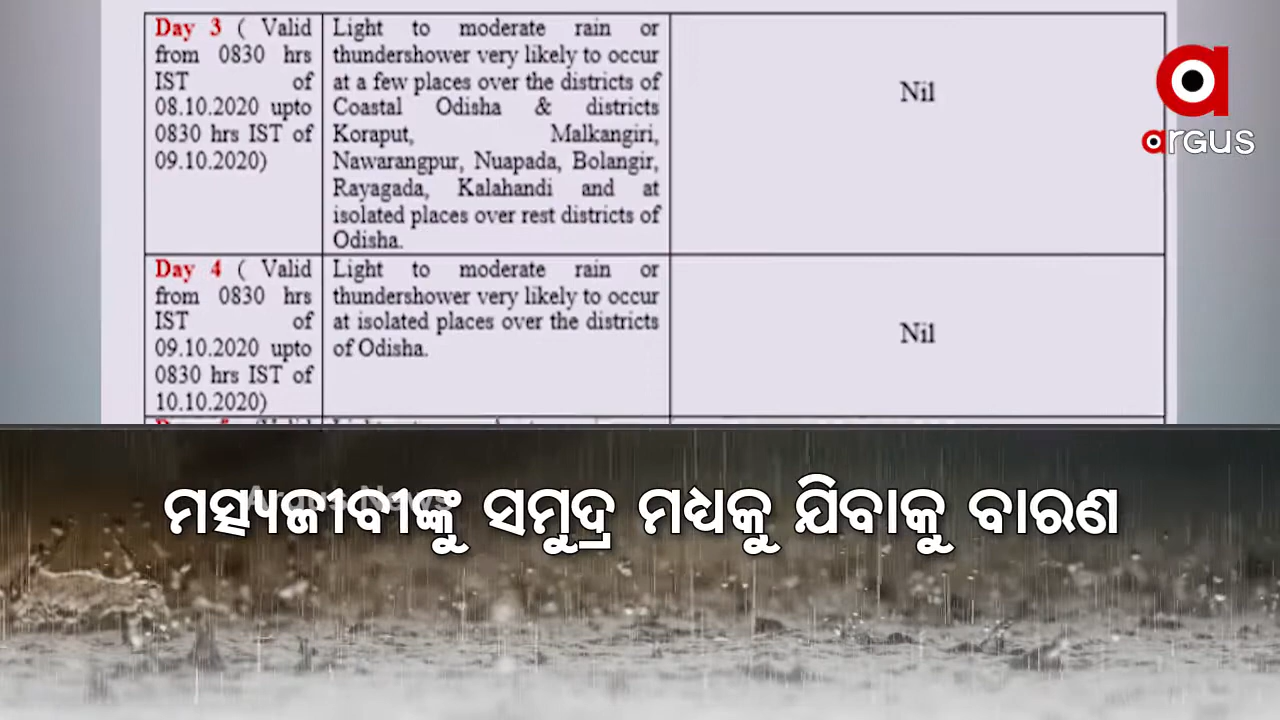 Day 3 ( Valid
from 0830 hrs
IST of
08.10.2020 upto
0830 hrs IST of
09.10.2020)
Light to moderate rain or
thundershower very likely to occur
at a few places over the districts of
Coastal Odisha & districts
Koraput, Malkangiri,
Nawarangpur, Nuapada, Bolangir,
Rayagada, Kalahandi and at
isolated places over rest districts of
Odisha.
Nil
Day 4 ( Valid
from 0830 hrs
IST of
09.10.2020 upto
0830 hrs IST of
10.10.2020)
Light to moderate rain or
thundershower very likely to occur
at isolated places over the districts
of Odisha.
Nil
argus
Argus News
ମତ୍ସ୍ୟଜୀବୀଙ୍କୁ ସମୁଦ୍ର ମଧ୍ୟକୁ ଯିବାକୁ ବାରଣ